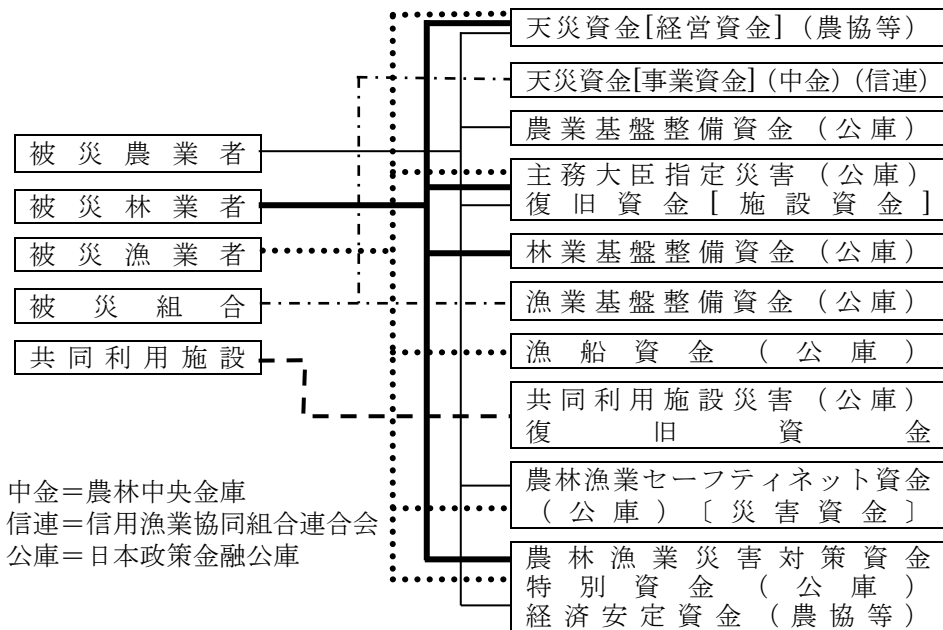 被災農業者
被災林業者
被災漁業者
被災組合
共同利用施設
中金＝農林中央金庫
信連＝信用漁業協同組合連合会
公庫＝日本政策金融公庫
天災資金[経営資金]（農協等）
天災資金[事業資金]（中金）（信連）
農業基盤整備資金（公庫）
主務大臣指定災害（公庫）
復旧資金[施設資金]
林業基盤整備資金（公庫）
漁業基盤整備資金（公庫）
漁船資金（公庫）
共同利用施設災害（公庫）
復旧資金
農林漁業セーフティネット資金
（公庫）〔災害資金〕
農林漁業災害対策資金
特別資金（公庫）
経済安定資金（農協等）